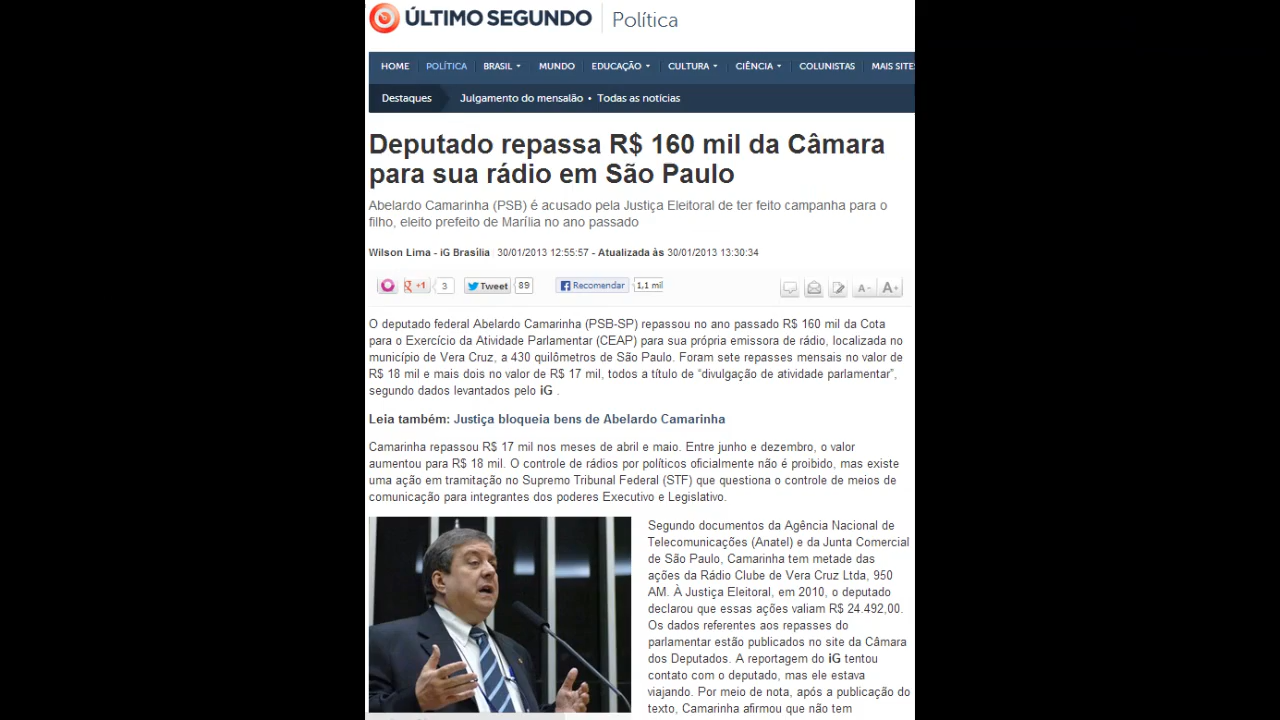 ÚLTIMO SEGUNDO Política
HOME POLÍTICA BRASIL MUNDO EDUCAÇÃO CULTURA CIÊNCIA COLUNISTAS MAIS SITES
Destaques Julgamento do mensalão • Todas as notícias
Deputado repassa R$ 160 mil da Câmara
para sua rádio em São Paulo
Abelardo Camarinha (PSB) é acusado pela Justiça Eleitoral de ter feito campanha para o
filho, eleito prefeito de Marília no ano passado
Wilson Lima - iG Brasília 30/01/2013 12:55:57 - Atualizada às 30/01/2013 13:30:34
+1 3 Tweet 89 Recomendar 1,1 mil A- A+
O deputado federal Abelardo Camarinha (PSB-SP) repassou no ano passado R$ 160 mil da Cota
para o Exercício da Atividade Parlamentar (CEAP) para sua própria emissora de rádio, localizada no
município de Vera Cruz, a 430 quilômetros de São Paulo. Foram sete repasses mensais no valor de
R$ 18 mil e mais dois no valor de R$ 17 mil, todos a título de “divulgação de atividade parlamentar”,
segundo dados levantados pelo iG .
Leia também: Justiça bloqueia bens de Abelardo Camarinha
Camarinha repassou R$ 17 mil nos meses de abril e maio. Entre junho e dezembro, o valor
aumentou para R$ 18 mil. O controle de rádios por políticos oficialmente não é proibido, mas existe
uma ação em tramitação no Supremo Tribunal Federal (STF) que questiona o controle de meios de
comunicação para integrantes dos poderes Executivo e Legislativo.
Segundo documentos da Agência Nacional de
Telecomunicações (Anatel) e da Junta Comercial
de São Paulo, Camarinha tem metade das
ações da Rádio Clube de Vera Cruz Ltda, 950
AM. À Justiça Eleitoral, em 2010, o deputado
declarou que essas ações valiam R$ 24.492,00.
Os dados referentes aos repasses do
parlamentar estão publicados no site da Câmara
dos Deputados. A reportagem do iG tentou
contato com o deputado, mas ele estava
viajando. Por meio de nota, após a publicação do
texto, Camarinha afirmou que não tem